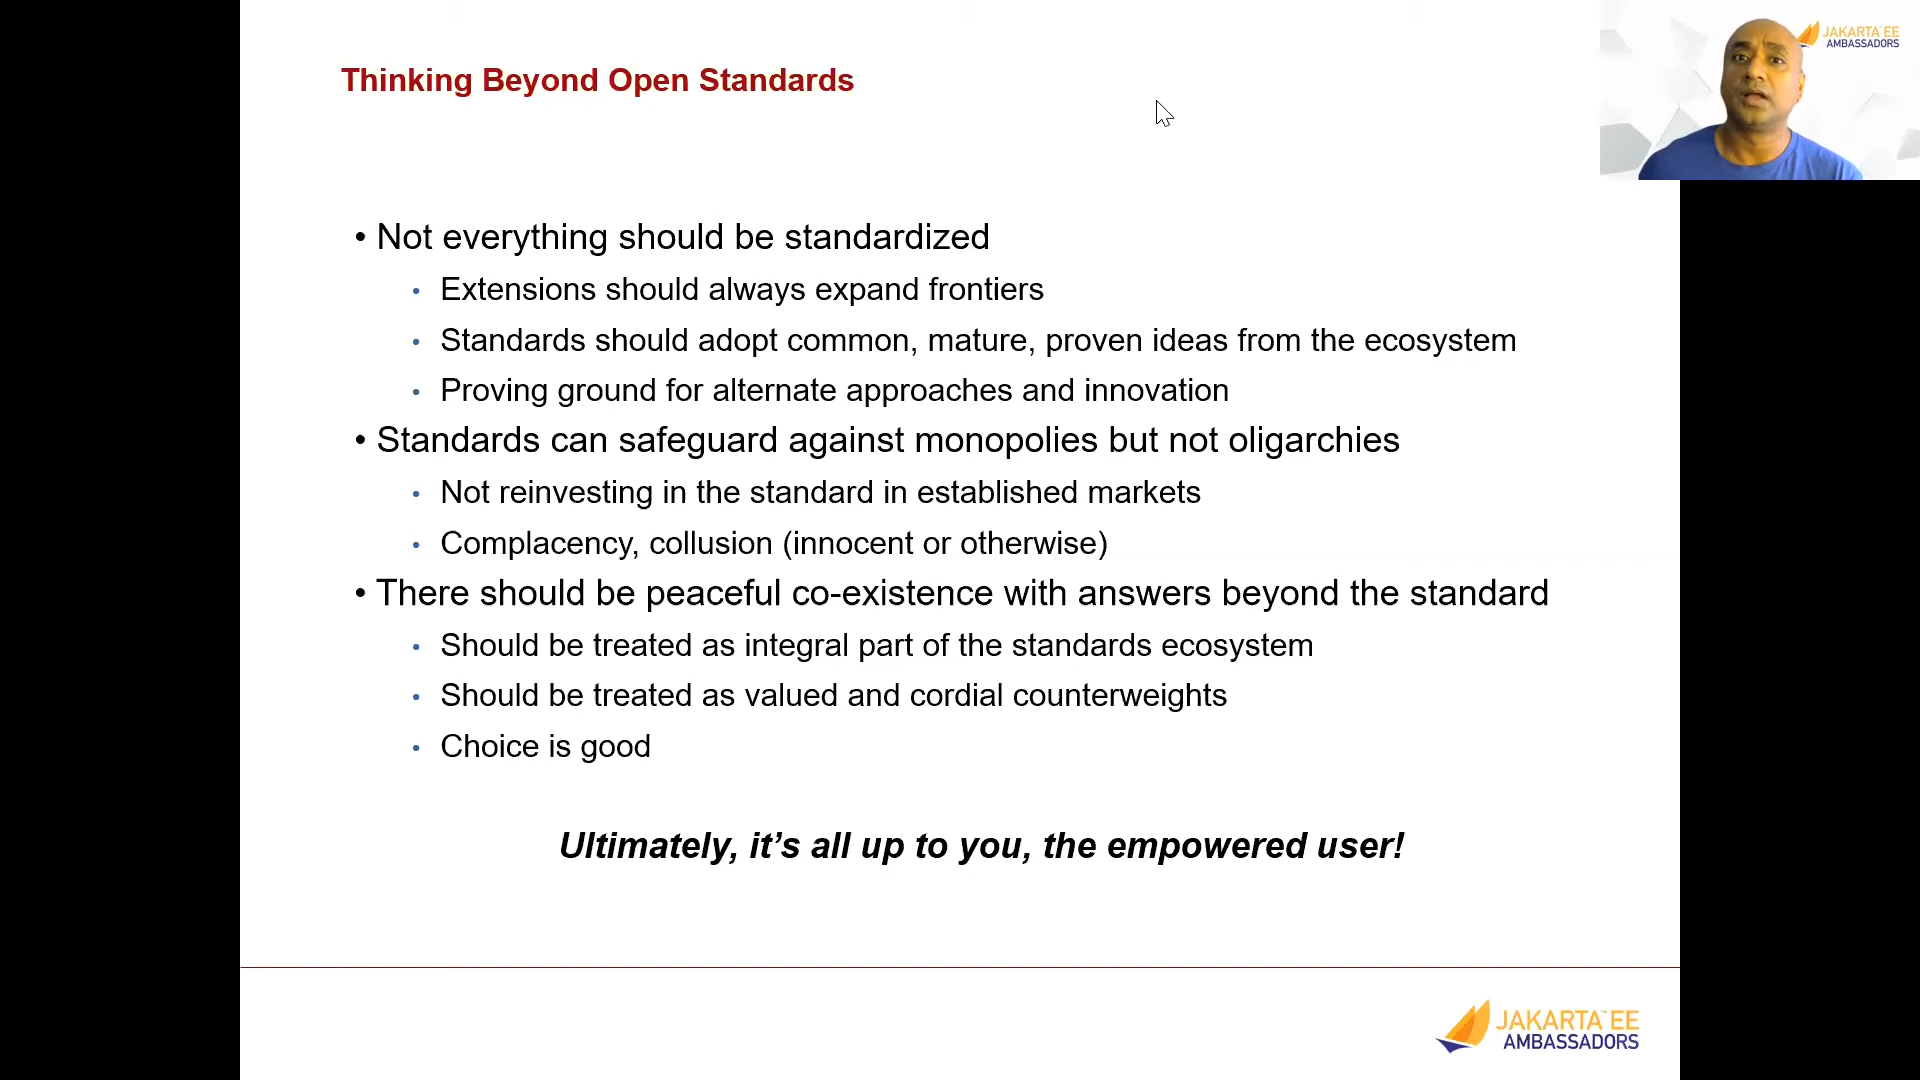 Thinking Beyond Open Standards
JAKARTA EE
AMBASSADORS
• Not everything should be standardized
• Extensions should always expand frontiers
• Standards should adopt common, mature, proven ideas from the ecosystem
• Proving ground for alternate approaches and innovation
• Standards can safeguard against monopolies but not oligarchies
• Not reinvesting in the standard in established markets
• Complacency, collusion (innocent or otherwise)
• There should be peaceful co-existence with answers beyond the standard
• Should be treated as integral part of the standards ecosystem
• Should be treated as valued and cordial counterweights
• Choice is good
Ultimately, it’s all up to you, the empowered user!
JAKARTA™ EE
AMBASSADORS